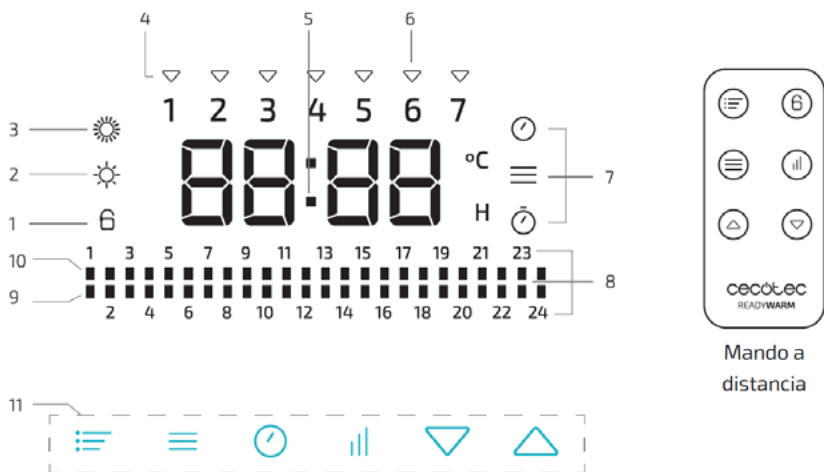 4 5 6
1 2 3 4 5 6 7
3
2
1
88:88
°C
H
7
1 3 5 7 9 11 13 15 17 19 21 23
10
9
8
2 4 6 8 10 12 14 16 18 20 22 24
11
cecotec
READYWARM
Mando a
distancia